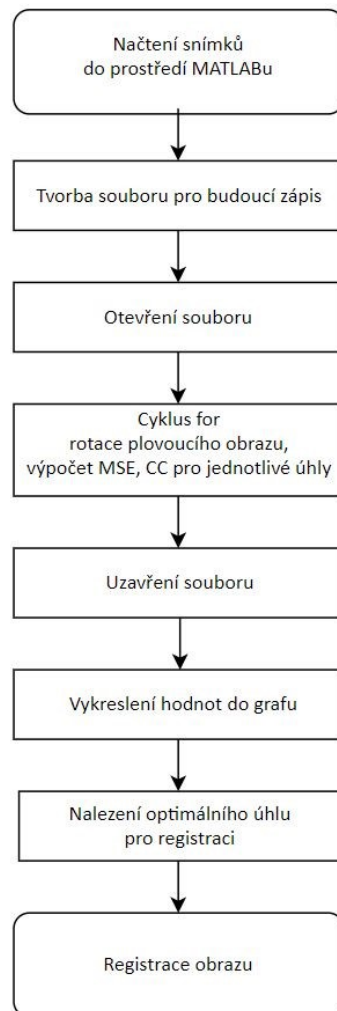 Načtení snímků
do prostředí MATLABu
Tvorba souboru pro budoucí zápis
Otevření souboru
Cyklus for
rotace plovoucího obrazu,
výpočet MSE, CC pro jednotlivé úhly
Uzavření souboru
Vykreslení hodnot do grafu
Nalezení optimálního úhlu
pro registraci
Registrace obrazu